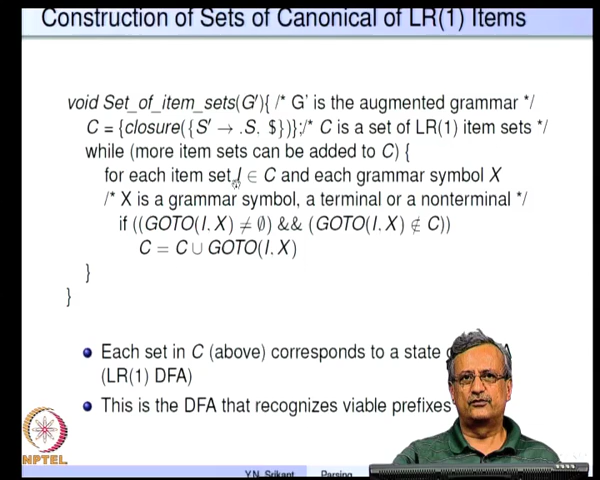 Construction of Sets of Canonical of LR(1) Items
void Set_of_item_sets(G′){ /* G' is the augmented grammar */
C = {closure({S′ → .S. $})};/* C is a set of LR(1) item sets */
while (more item sets can be added to C) {
for each item set I ∈ C and each grammar symbol X
/* X is a grammar symbol, a terminal or a nonterminal */
if ((GOTO(I. X) ≠ ∅) && (GOTO(I. X) ∉ C))
C = C ∪ GOTO(I. X)
}
}
Each set in C (above) corresponds to a state
(LR(1) DFA)
This is the DFA that recognizes viable prefixes
NPTEL
Y.N. Srikant Parsing